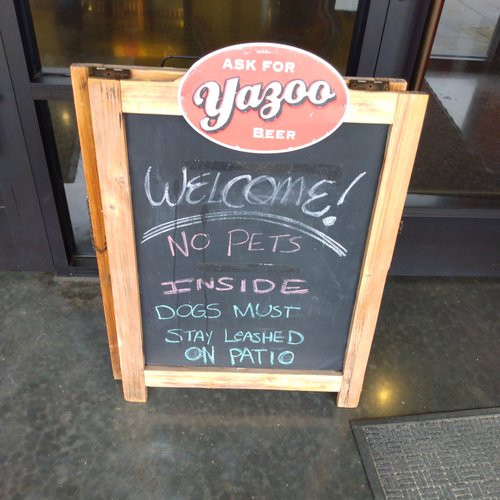 ASK FOR
Yazoo
BEER
WELCOME!
NO PETS
INSIDE
DOGS MUST
STAY LEASHED
ON PATIO